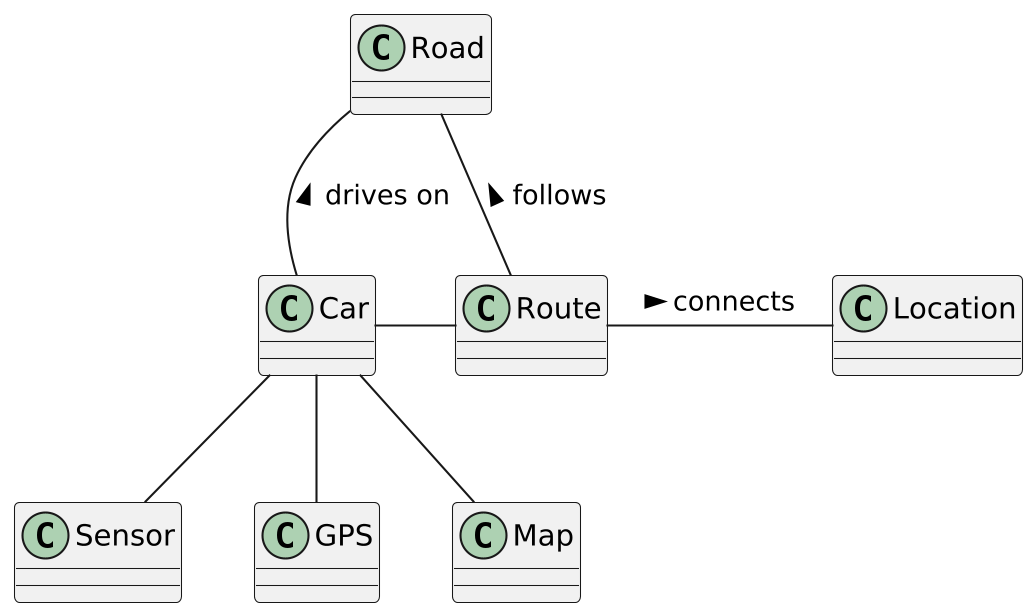 C Road
drives on
follows
C Car
C Route
connects
C Location
C Sensor
C GPS
C Map